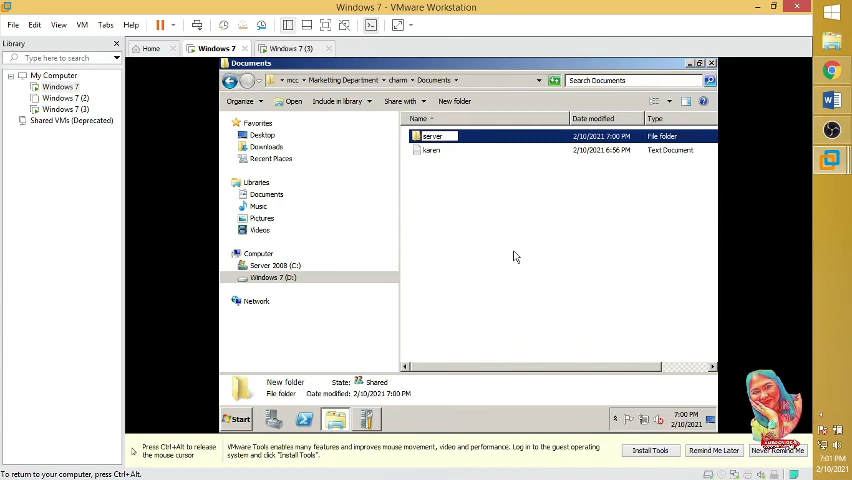 Windows 7 - VMware Workstation
File Edit View VM Tabs Help
Library
Type here to search
My Computer
Windows 7
Windows 7 (2)
Windows 7 (3)
Shared VMs (Deprecated)
Home
Windows 7
Windows 7 (3)
Documents
mcc Marketting Department charm Documents
Search Documents
Organize Open Include in library Share with New folder
Favorites
Desktop
Downloads
Recent Places
Libraries
Documents
Music
Pictures
Videos
Computer
Server 2008 (C:)
Windows 7 (D:)
Network
Name Date modified Type
server 2/10/2021 7:00 PM File folder
karen 2/10/2021 6:56 PM Text Document
New folder State: Shared
File folder Date modified: 2/10/2021 7:00 PM
Start
7:00 PM
2/10/2021
Press Ctrl+Alt to release
the mouse cursor
VMware Tools enables many features and improves mouse movement, video and performance. Log in to the guest operating
system and click "Install Tools".
Install Tools Remind Me Later Never Remind Me
To return to your computer, press Ctrl+Alt.
SUBSCRIBE
7:01 PM
2/10/2021